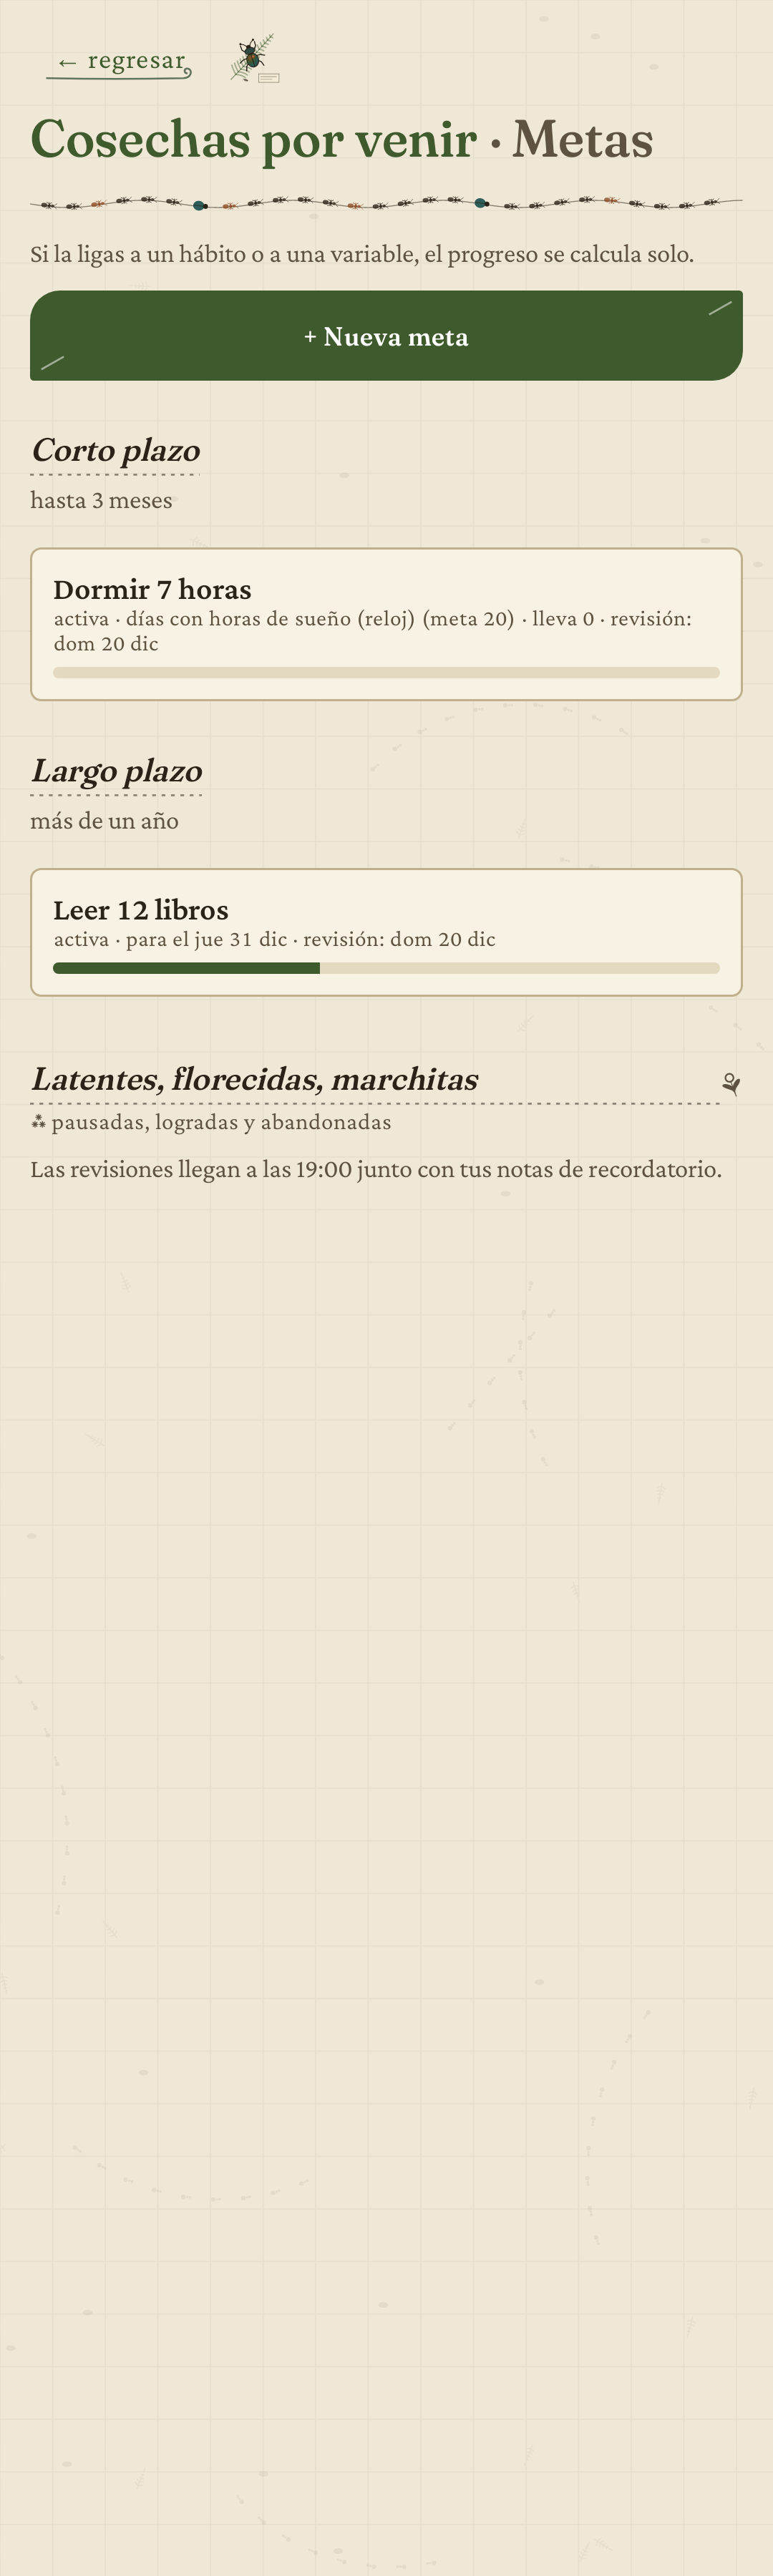 ← regresar
Cosechas por venir · Metas
Si la ligas a un hábito o a una variable, el progreso se calcula solo.
+ Nueva meta
Corto plazo
hasta 3 meses
Dormir 7 horas
activa · días con horas de sueño (reloj) (meta 20) · lleva 0 · revisión:
dom 20 dic
Largo plazo
más de un año
Leer 12 libros
activa · para el jue 31 dic · revisión: dom 20 dic
Latentes, florecidas, marchitas
⁂ pausadas, logradas y abandonadas
Las revisiones llegan a las 19:00 junto con tus notas de recordatorio.